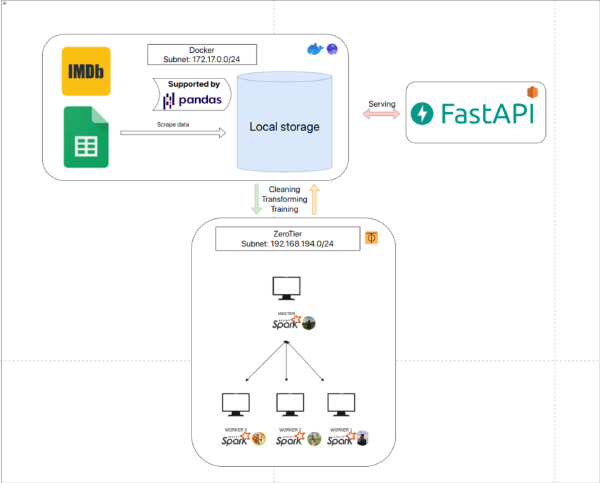 Docker
Subnet: 172.17.0.0/24
IMDb
Supported by
pandas
Scrape data
Local storage
Serving
FastAPI
Cleaning
Transforming
Training
ZeroTier
Subnet: 192.168.194.0/24
MASTER
APACHE
Spark
WORKER 3
Spark
WORKER 2
Spark
WORKER 1
Spark